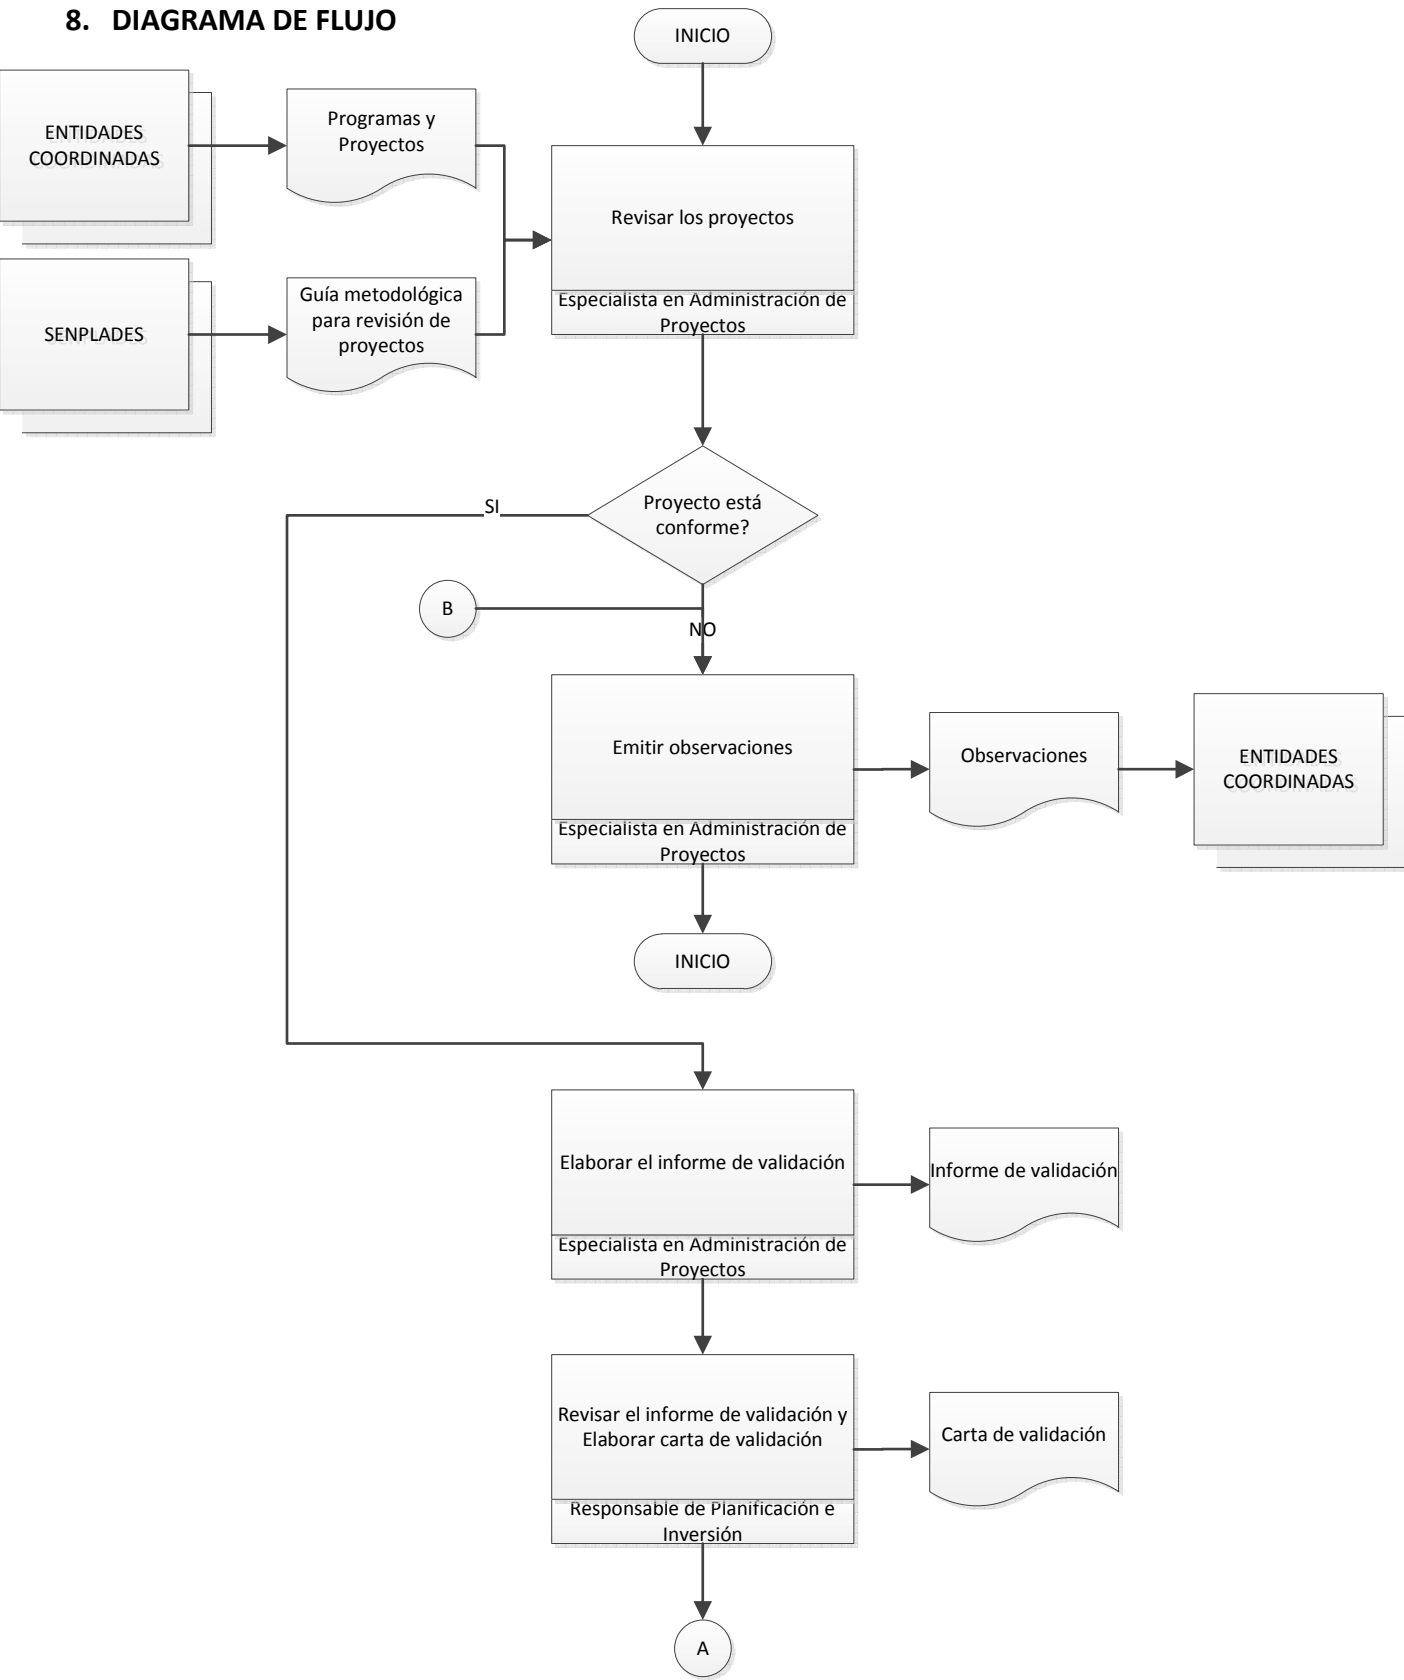 8. DIAGRAMA DE FLUJO
INICIO
ENTIDADES
COORDINADAS
Programas y
Proyectos
Revisar los proyectos
Especialista en Administración de
Proyectos
SENPLADES
Guía metodológica
para revisión de
proyectos
Proyecto está
conforme?
SI
B
NO
Emitir observaciones
Especialista en Administración de
Proyectos
Observaciones
ENTIDADES
COORDINADAS
INICIO
Elaborar el informe de validación
Especialista en Administración de
Proyectos
Informe de validación
Revisar el informe de validación y
Elaborar carta de validación
Responsable de Planificación e
Inversión
Carta de validación
A